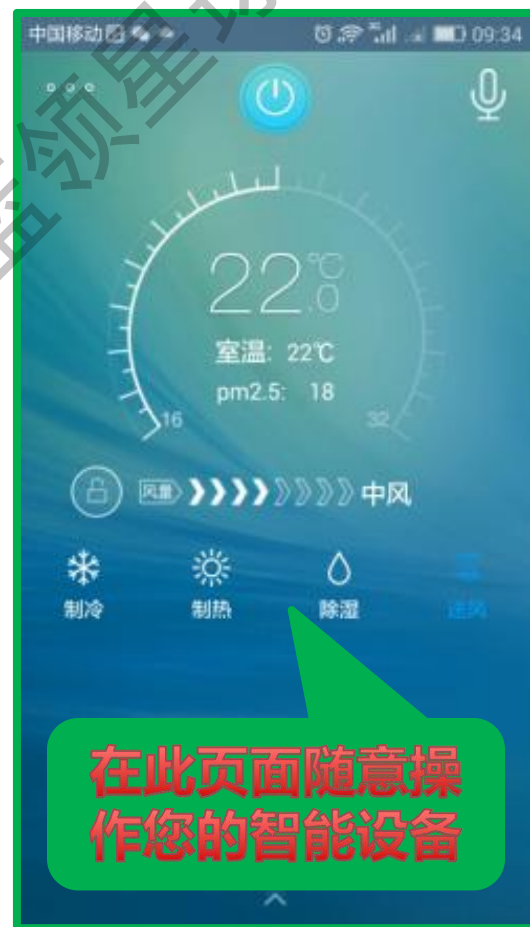 中国移动 09:34
22.0℃
室温: 22℃
pm2.5: 18
16 32
风量 中风
制冷 制热 除湿 送风
在此页面随意操
作您的智能设备